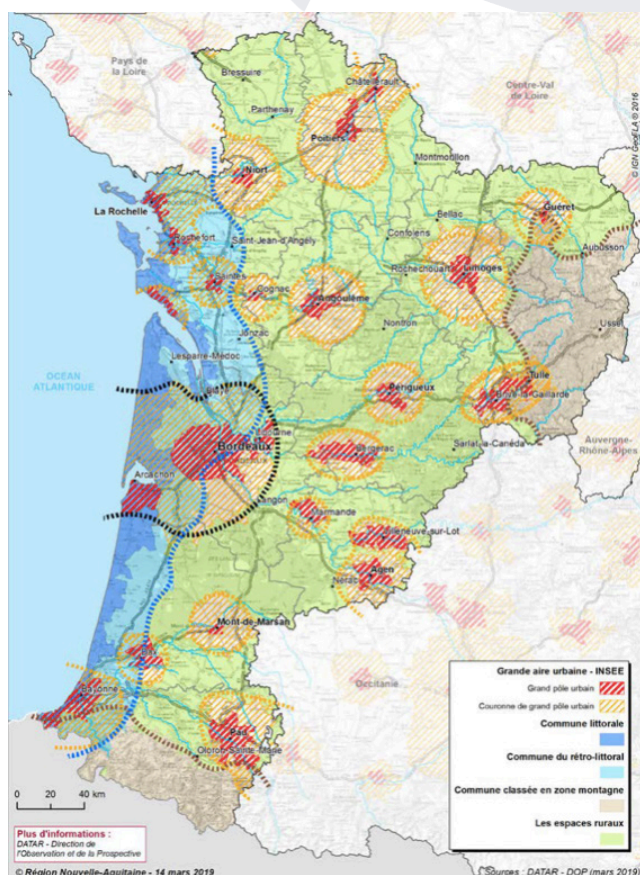 Pays de
la Loire
Bressuire
Châtellerault
Centre-Val
de Loire
Parthenay
Poitiers
© IGN GéoFLA ® 2016
Montmorillon
Niort
La Rochelle
Guéret
Bellac
Rochefort
Saint-Jean-d'Angély
Confolens
Aubusson
Rochechouart
Limoges
Saintes
Cognac
Angoulême
Ussel
Jonzac
Nontron
OCEAN
ATLANTIQUE
Lesparre-Médoc
Tulle
Blaye
Périgueux
Brive-la-Gaillarde
Libourne
Bordeaux
Bergerac
Sarlat-la-Canéda
Auvergne-
Rhône-Alpes
Arcachon
Langon
Marmande
Villeneuve-sur-Lot
Agen
Nérac
Mont-de-Marsan
Occitanie
Dax
Bayonne
Pau
Oloron-Sainte-Marie
Grande aire urbaine - INSEE
Grand pôle urbain
Couronne de grand pôle urbain
Commune littorale
Commune du rétro-littoral
Commune classée en zone montagne
Les espaces ruraux
0 20 40 km
Plus d'informations :
DATAR - Direction de
l'Observation et de la Prospective
© Région Nouvelle-Aquitaine - 14 mars 2019
Sources : DATAR - DOP (mars 2019)